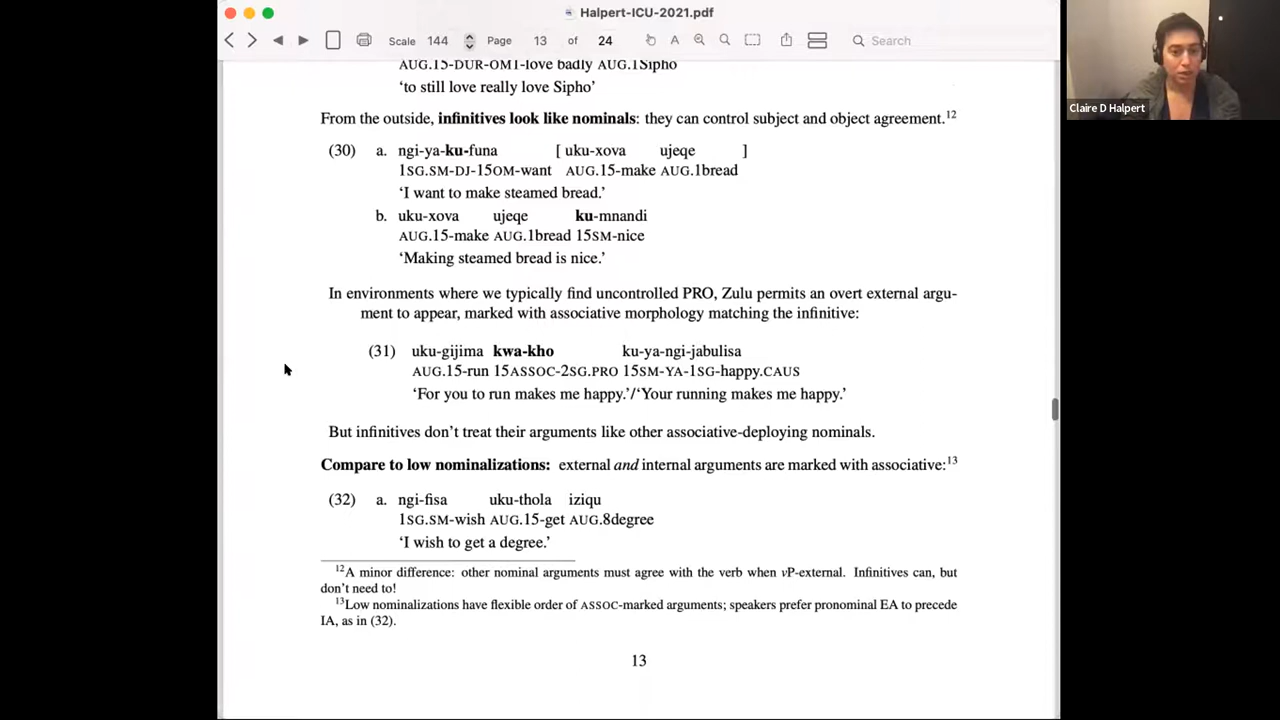 Halpert-ICU-2021.pdf
Scale 144 Page 13 of 24 Search
Claire D Halpert
AUG.15-DUR-OM1-love badly AUG.1Sipho
‘to still love really love Sipho’
From the outside, infinitives look like nominals: they can control subject and object agreement.12
(30) a. ngi-ya-ku-funa [ uku-xova ujeqe ]
1SG.SM-DJ-15OM-want AUG.15-make AUG.1bread
‘I want to make steamed bread.’
b. uku-xova ujeqe ku-mnandi
AUG.15-make AUG.1bread 15SM-nice
‘Making steamed bread is nice.’
In environments where we typically find uncontrolled PRO, Zulu permits an overt external argu-
ment to appear, marked with associative morphology matching the infinitive:
(31) uku-gijima kwa-kho ku-ya-ngi-jabulisa
AUG.15-run 15ASSOC-2SG.PRO 15SM-YA-1SG-happy.CAUS
‘For you to run makes me happy.’/‘Your running makes me happy.’
But infinitives don’t treat their arguments like other associative-deploying nominals.
Compare to low nominalizations: external and internal arguments are marked with associative:13
(32) a. ngi-fisa uku-thola iziqu
1SG.SM-wish AUG.15-get AUG.8degree
‘I wish to get a degree.’
12A minor difference: other nominal arguments must agree with the verb when vP-external. Infinitives can, but
don’t need to!
13Low nominalizations have flexible order of ASSOC-marked arguments; speakers prefer pronominal EA to precede
IA, as in (32).
13